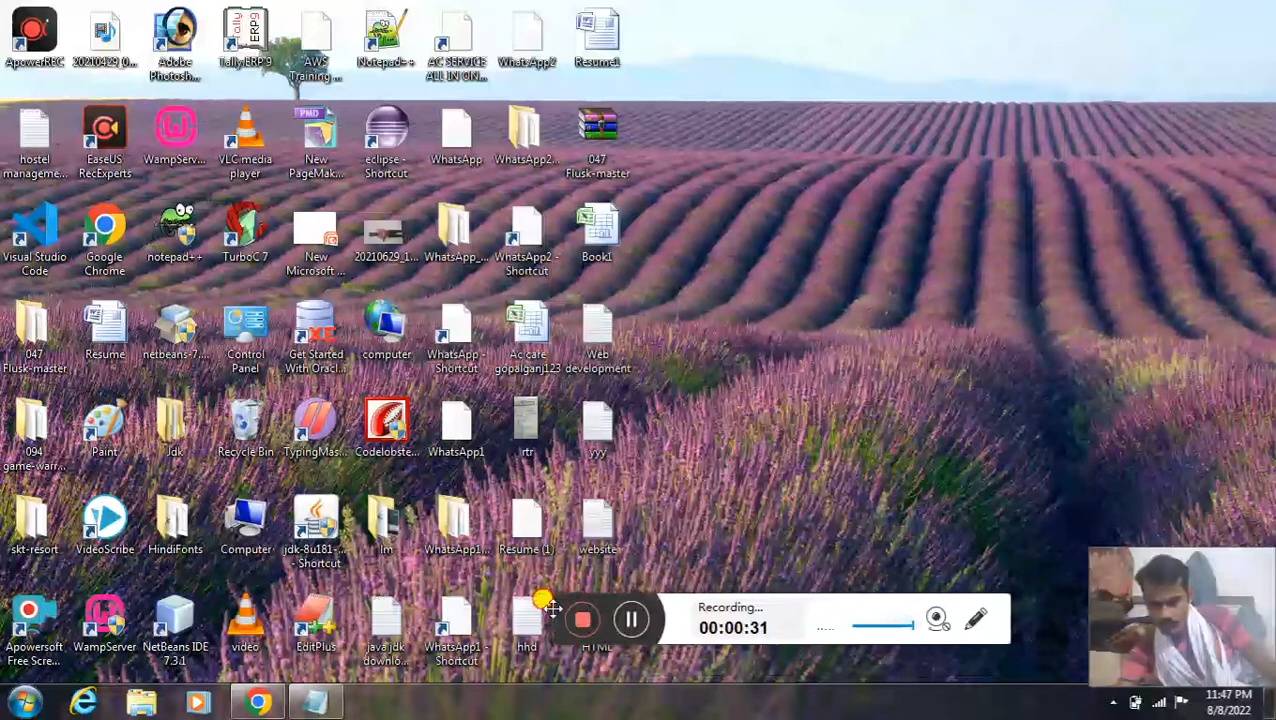 ApowerREC
20210429_0...
Adobe
Photosh...
Tally.ERP 9
AWS
Training ...
Notepad++
AC SERVICE
ALL IN ON...
WhatsApp2
Resume1
hostel
manageme...
EaseUS
RecExperts
WampServ...
VLC media
player
PMD
New
PageMak...
eclipse -
Shortcut
WhatsApp
WhatsApp2...
047
Flusk-master
Visual Studio
Code
Google
Chrome
notepad++
TurboC 7
New
Microsoft ...
20210629_1...
WhatsApp_...
WhatsApp2 -
Shortcut
Book1
047
Flusk-master
Resume
netbeans-7....
Control
Panel
XE
Get Started
With Oracl...
computer
WhatsApp -
Shortcut
Ac care
gopalganj123
Web
development
094
game-warr...
Paint
Jdk
Recycle Bin
TypingMas...
Codelobste...
WhatsApp1
rtr
yyy
skt-resort
VideoScribe
HindiFonts
Computer
jdk-8u181-...
- Shortcut
lm
WhatsApp1...
Resume (1)
website
Apowersoft
Free Scre...
WampServer
NetBeans IDE
7.3.1
video
EditPlus
java jdk
downlo...
WhatsApp1 -
Shortcut
hhd
HTML
Recording...
00:00:31
11:47 PM
8/8/2022